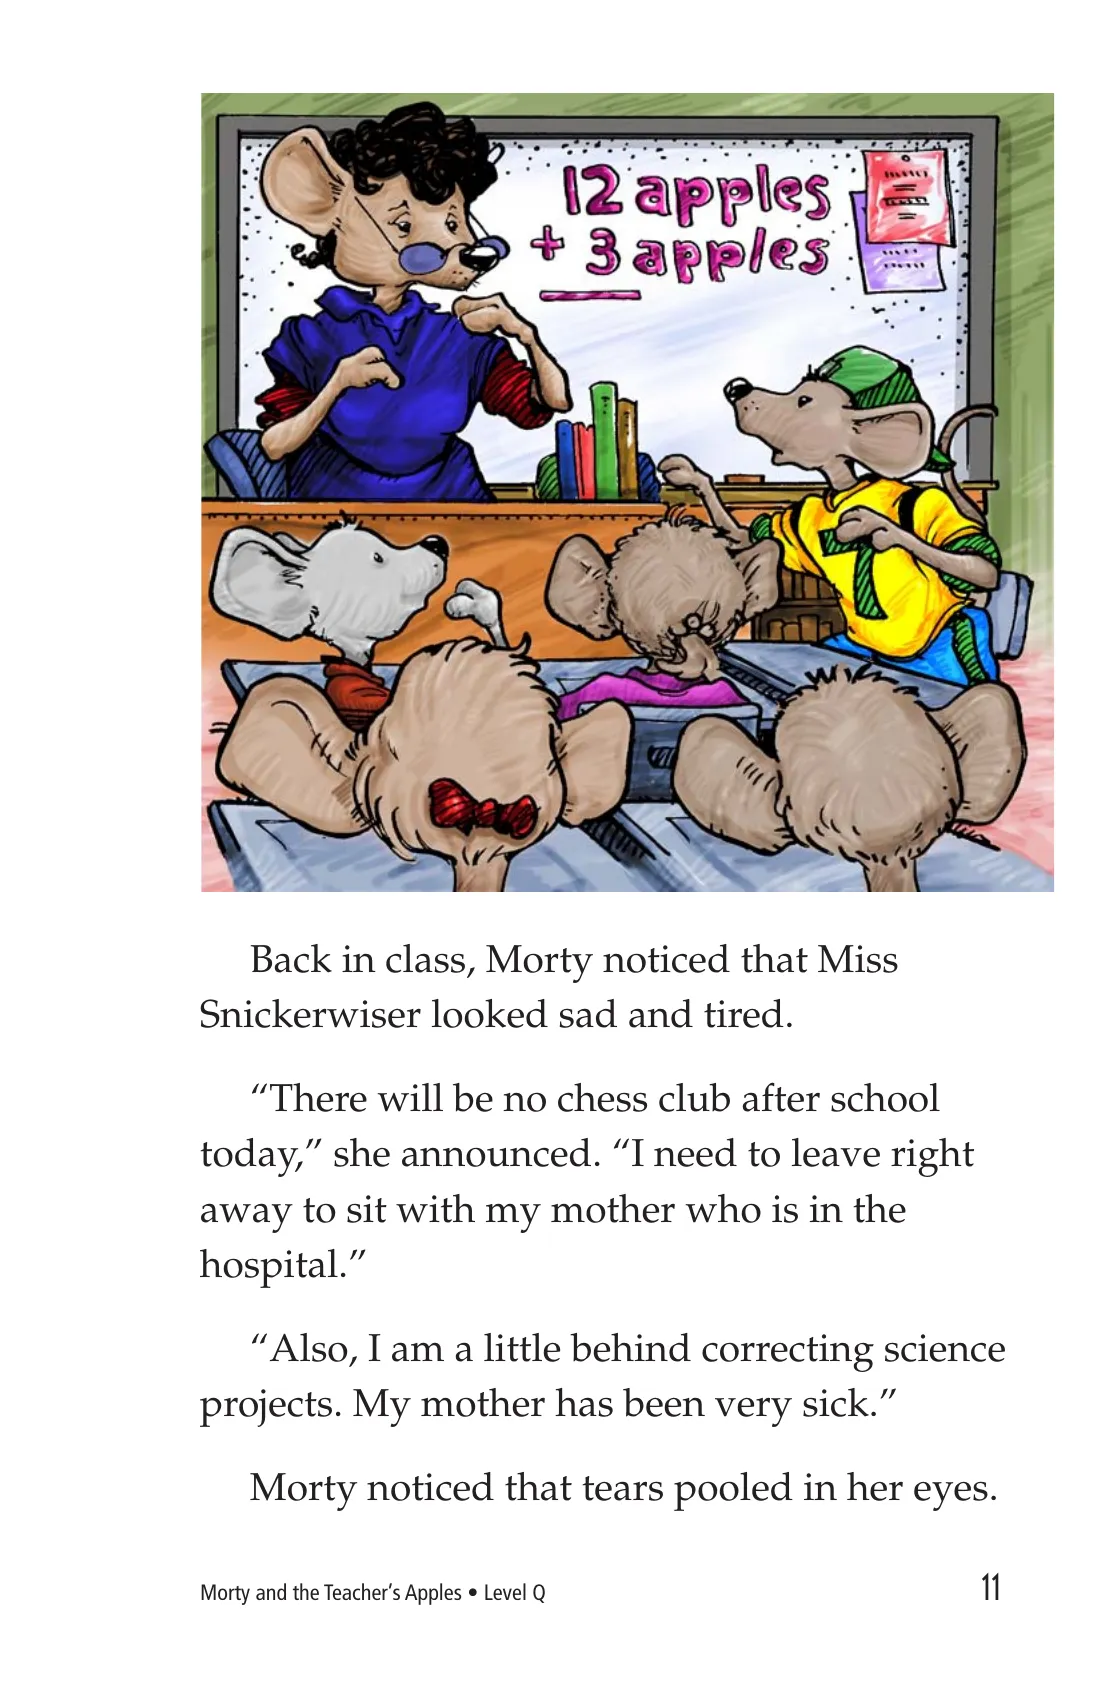 12 apples
+ 3 apples
Back in class, Morty noticed that Miss
Snickerwiser looked sad and tired.
“There will be no chess club after school
today,” she announced. “I need to leave right
away to sit with my mother who is in the
hospital.”
“Also, I am a little behind correcting science
projects. My mother has been very sick.”
Morty noticed that tears pooled in her eyes.
Morty and the Teacher’s Apples • Level Q
11